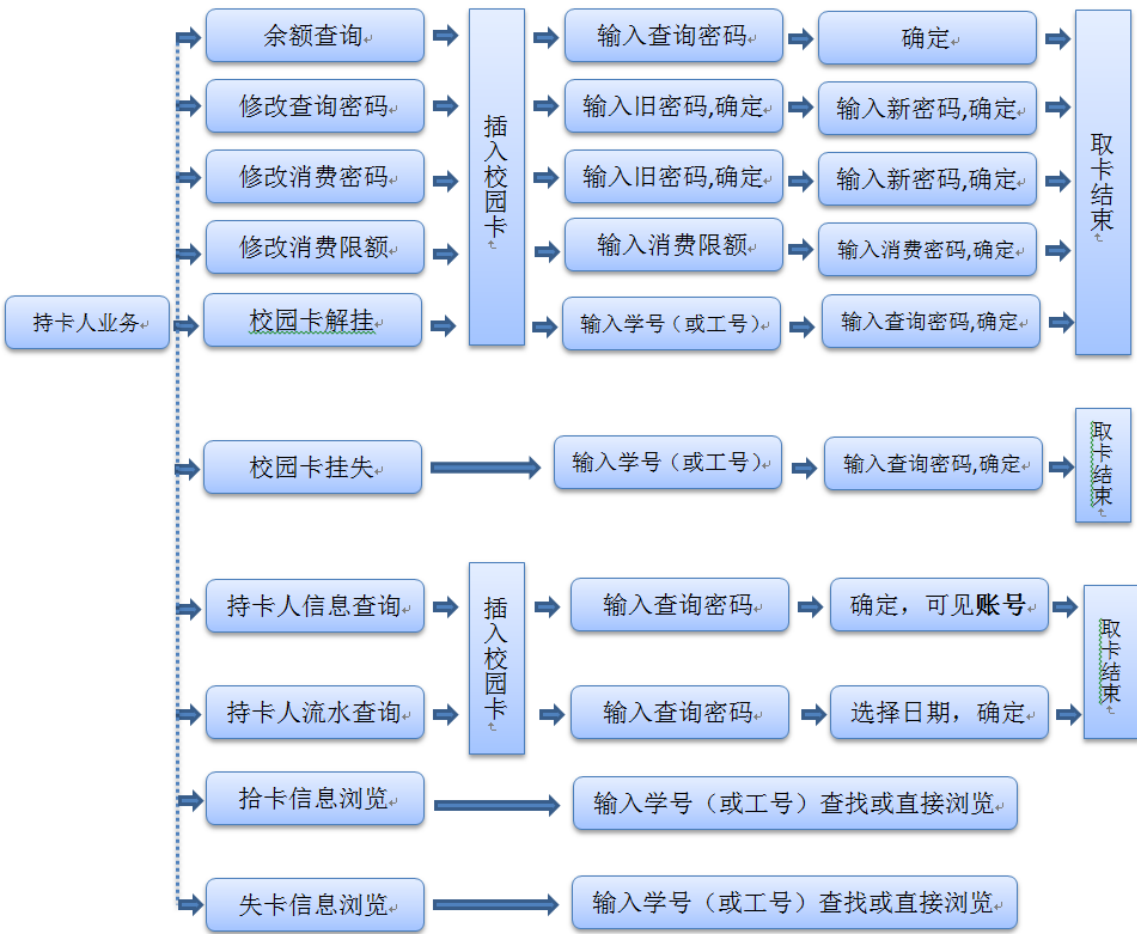 持卡人业务
余额查询
修改查询密码
修改消费密码
修改消费限额
校园卡解挂
插入校园卡
输入查询密码
确定
输入旧密码,确定
输入新密码,确定
输入旧密码,确定
输入新密码,确定
输入消费限额
输入消费密码,确定
输入学号（或工号）
输入查询密码,确定
取卡结束
校园卡挂失
输入学号（或工号）
输入查询密码,确定
取卡结束
持卡人信息查询
持卡人流水查询
插入校园卡
输入查询密码
确定，可见账号
输入查询密码
选择日期，确定
取卡结束
拾卡信息浏览
输入学号（或工号）查找或直接浏览
失卡信息浏览
输入学号（或工号）查找或直接浏览